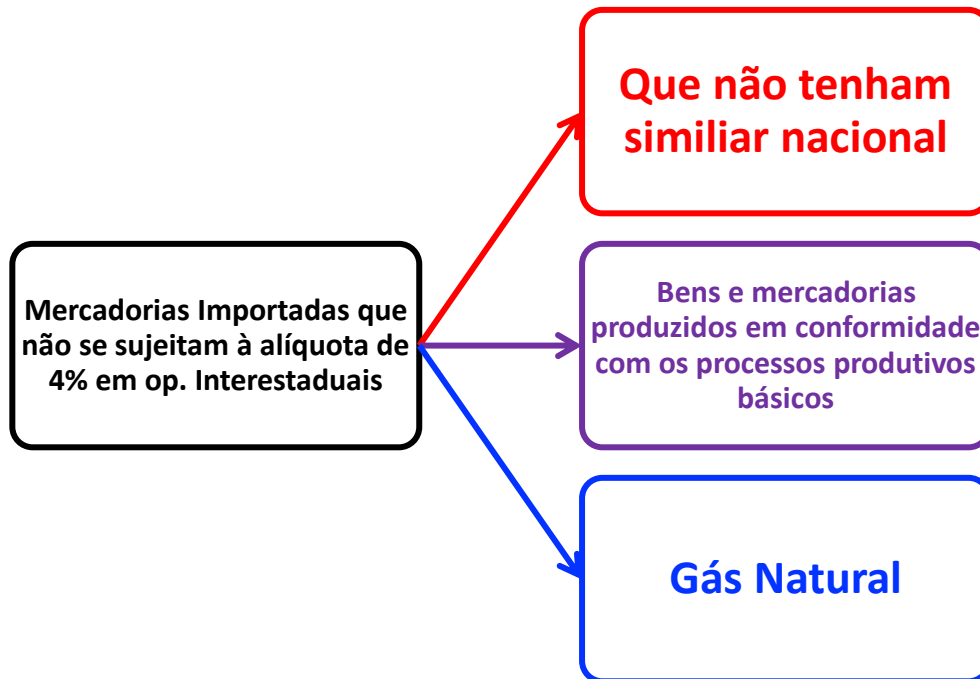 Mercadorias Importadas que
não se sujeitam à alíquota de
4% em op. Interestaduais
Que não tenham
similiar nacional
Bens e mercadorias
produzidos em conformidade
com os processos produtivos
básicos
Gás Natural